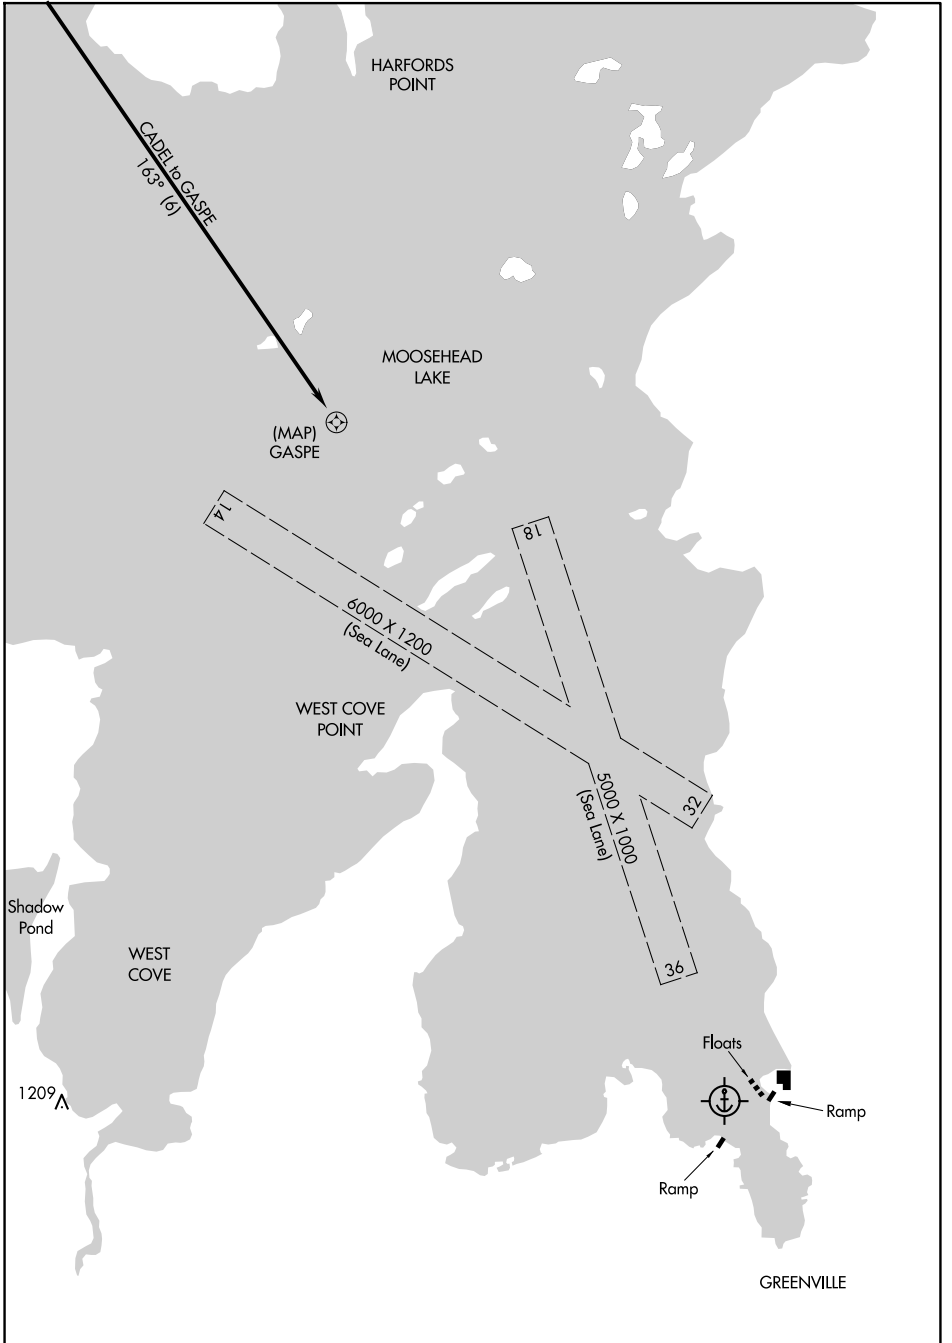 HARFORDS
POINT
CADEL to GASPE
163° (6)
MOOSEHEAD
LAKE
(MAP)
GASPE
14
18
6000 X 1200
(Sea Lane)
WEST COVE
POINT
5000 X 1000
(Sea Lane)
32
Shadow
Pond
WEST
COVE
36
Floats
1209
Ramp
Ramp
GREENVILLE